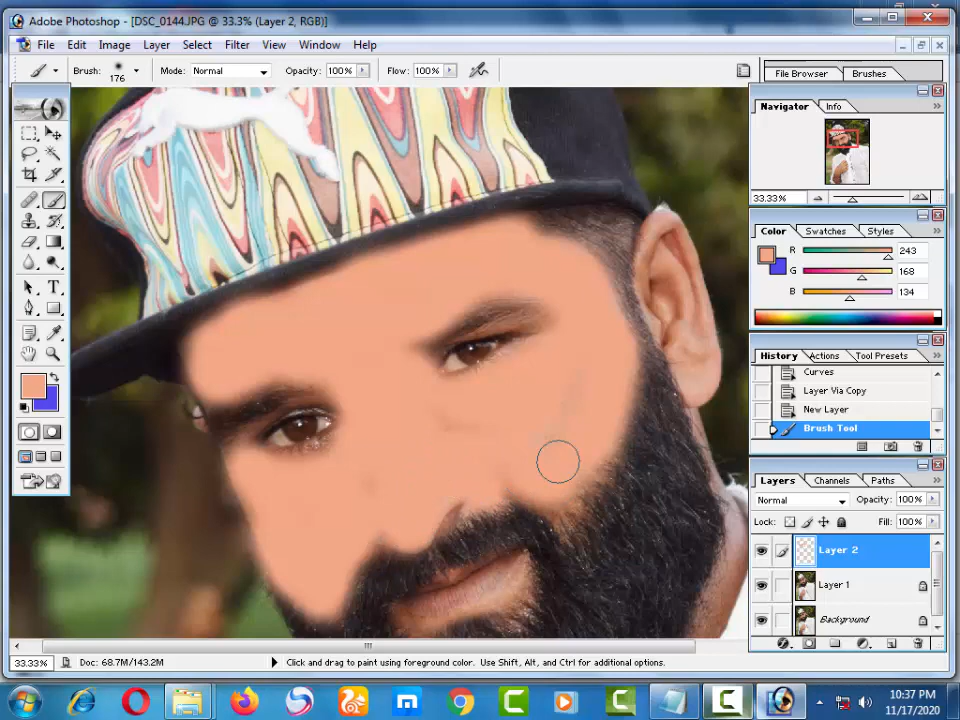 Adobe Photoshop - [DSC_0144.JPG @ 33.3% (Layer 2, RGB)]
File Edit Image Layer Select Filter View Window Help
Brush: 176 Mode: Normal Opacity: 100% Flow: 100%
File Browser Brushes
Navigator Info
33.33%
Color Swatches Styles
R 243
G 168
B 134
History Actions Tool Presets
Curves
Layer Via Copy
New Layer
Brush Tool
Layers Channels Paths
Normal Opacity: 100%
Lock: Fill: 100%
Layer 2
Layer 1
Background
33.33% Doc: 68.7M/143.2M Click and drag to paint using foreground color. Use Shift, Alt, and Ctrl for additional options.
10:37 PM
11/17/2020